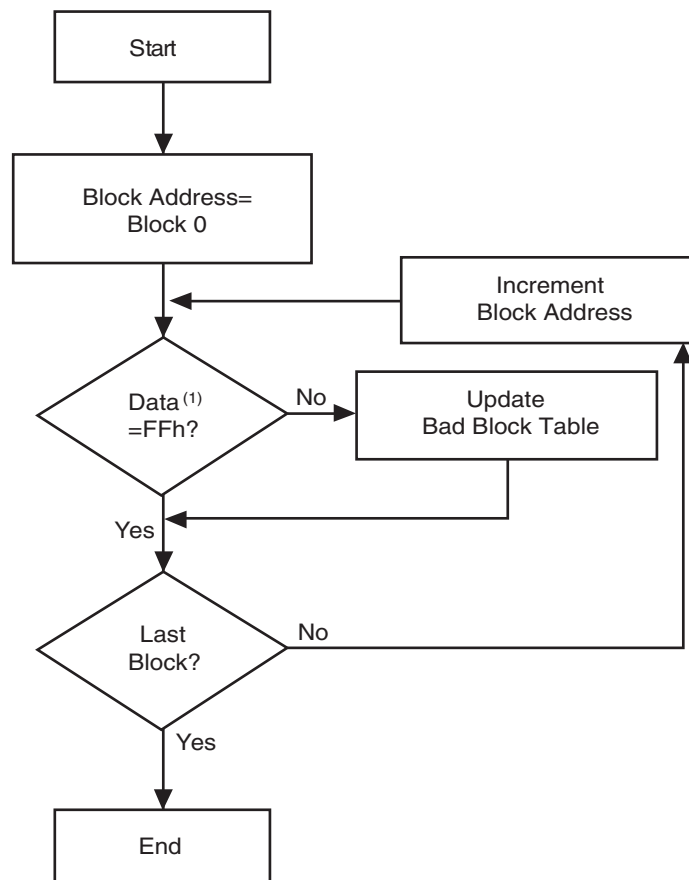 Start
Block Address=
Block 0
Increment
Block Address
Data(1)
=FFh?
No
Update
Bad Block Table
Yes
Last
Block?
No
Yes
End